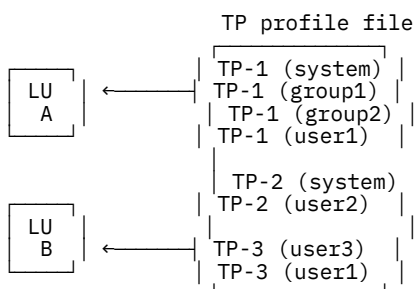 TP profile file
TP-1 (system)
LU TP-1 (group1)
A TP-1 (group2)
TP-1 (user1)
TP-2 (system)
TP-2 (user2)
LU
B TP-3 (user3)
TP-3 (user1)